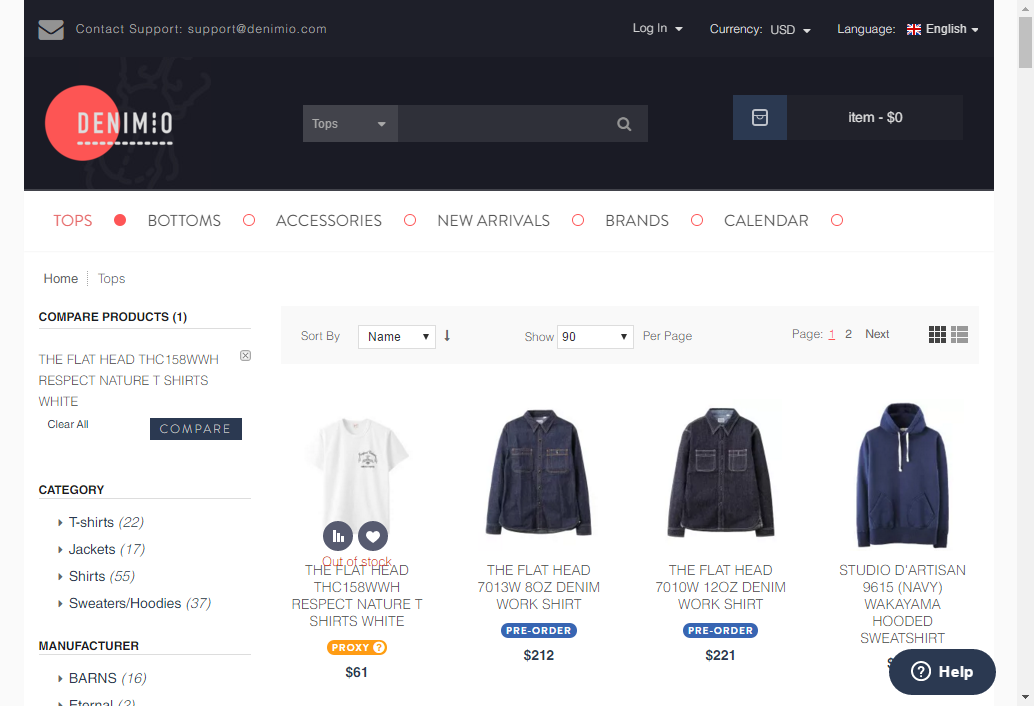 Contact Support: support@denimio.com
Log In
Currency: USD
Language: English
DENIMIO
Tops
item - $0
TOPS
BOTTOMS
ACCESSORIES
NEW ARRIVALS
BRANDS
CALENDAR
Home
Tops
COMPARE PRODUCTS (1)
THE FLAT HEAD THC158WWH
RESPECT NATURE T SHIRTS
WHITE
Clear All
COMPARE
CATEGORY
T-shirts (22)
Jackets (17)
Shirts (55)
Sweaters/Hoodies (37)
MANUFACTURER
BARNS (16)
Eternal (2)
Sort By
Name
Show
90
Per Page
Page: 1 2 Next
Out of stock
THE FLAT HEAD
THC158WWH
RESPECT NATURE T
SHIRTS WHITE
PROXY ?
$61
THE FLAT HEAD
7013W 8OZ DENIM
WORK SHIRT
PRE-ORDER
$212
THE FLAT HEAD
7010W 12OZ DENIM
WORK SHIRT
PRE-ORDER
$221
STUDIO D'ARTISAN
9615 (NAVY)
WAKAYAMA
HOODED
SWEATSHIRT
? Help